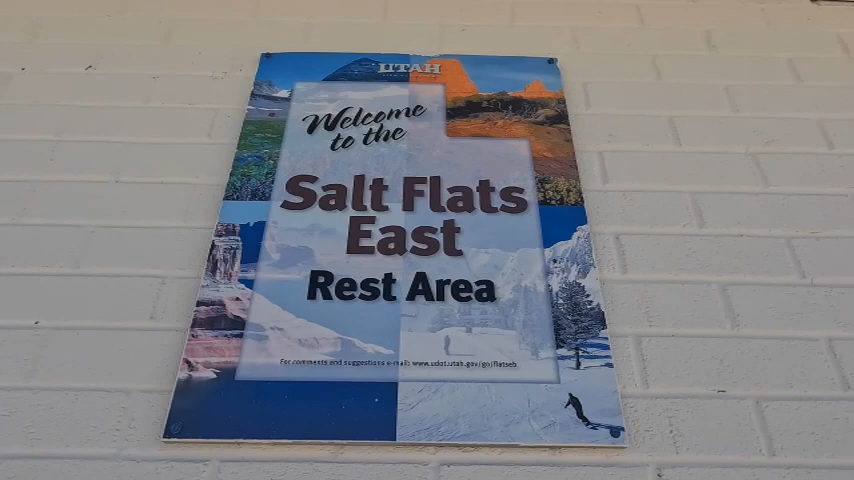 UTAH
Welcome
to the
Salt Flats
East
Rest Area
For comments and suggestions e-mail: www.udot.utah.gov/go/flatseb